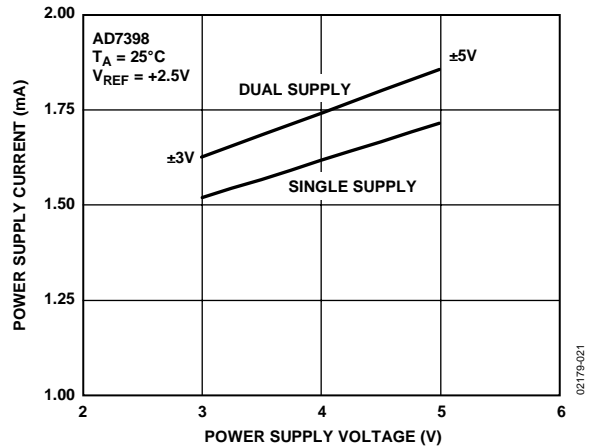 2.00
AD7398
TA = 25°C
VREF = +2.5V
±5V
DUAL SUPPLY
1.75
±3V
SINGLE SUPPLY
1.50
1.25
1.00
2 3 4 5 6
POWER SUPPLY CURRENT (mA)
POWER SUPPLY VOLTAGE (V)
02179-021